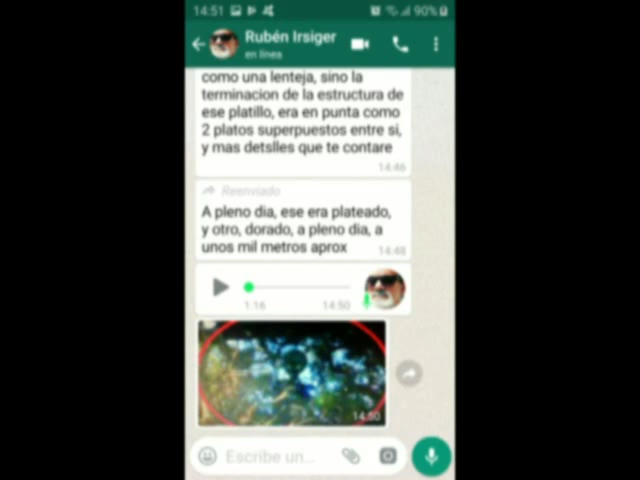 14:51
90%
Rubén Irsiger
en línea
como una lenteja, sino la
terminacion de la estructura de
ese platillo, era en punta como
2 platos superpuestos entre si,
y mas detslles que te contare
14:46
Reenviado
A pleno dia, ese era plateado,
y otro, dorado, a pleno dia, a
unos mil metros aprox
14:48
1:16
14:50
14:50
Escribe un...